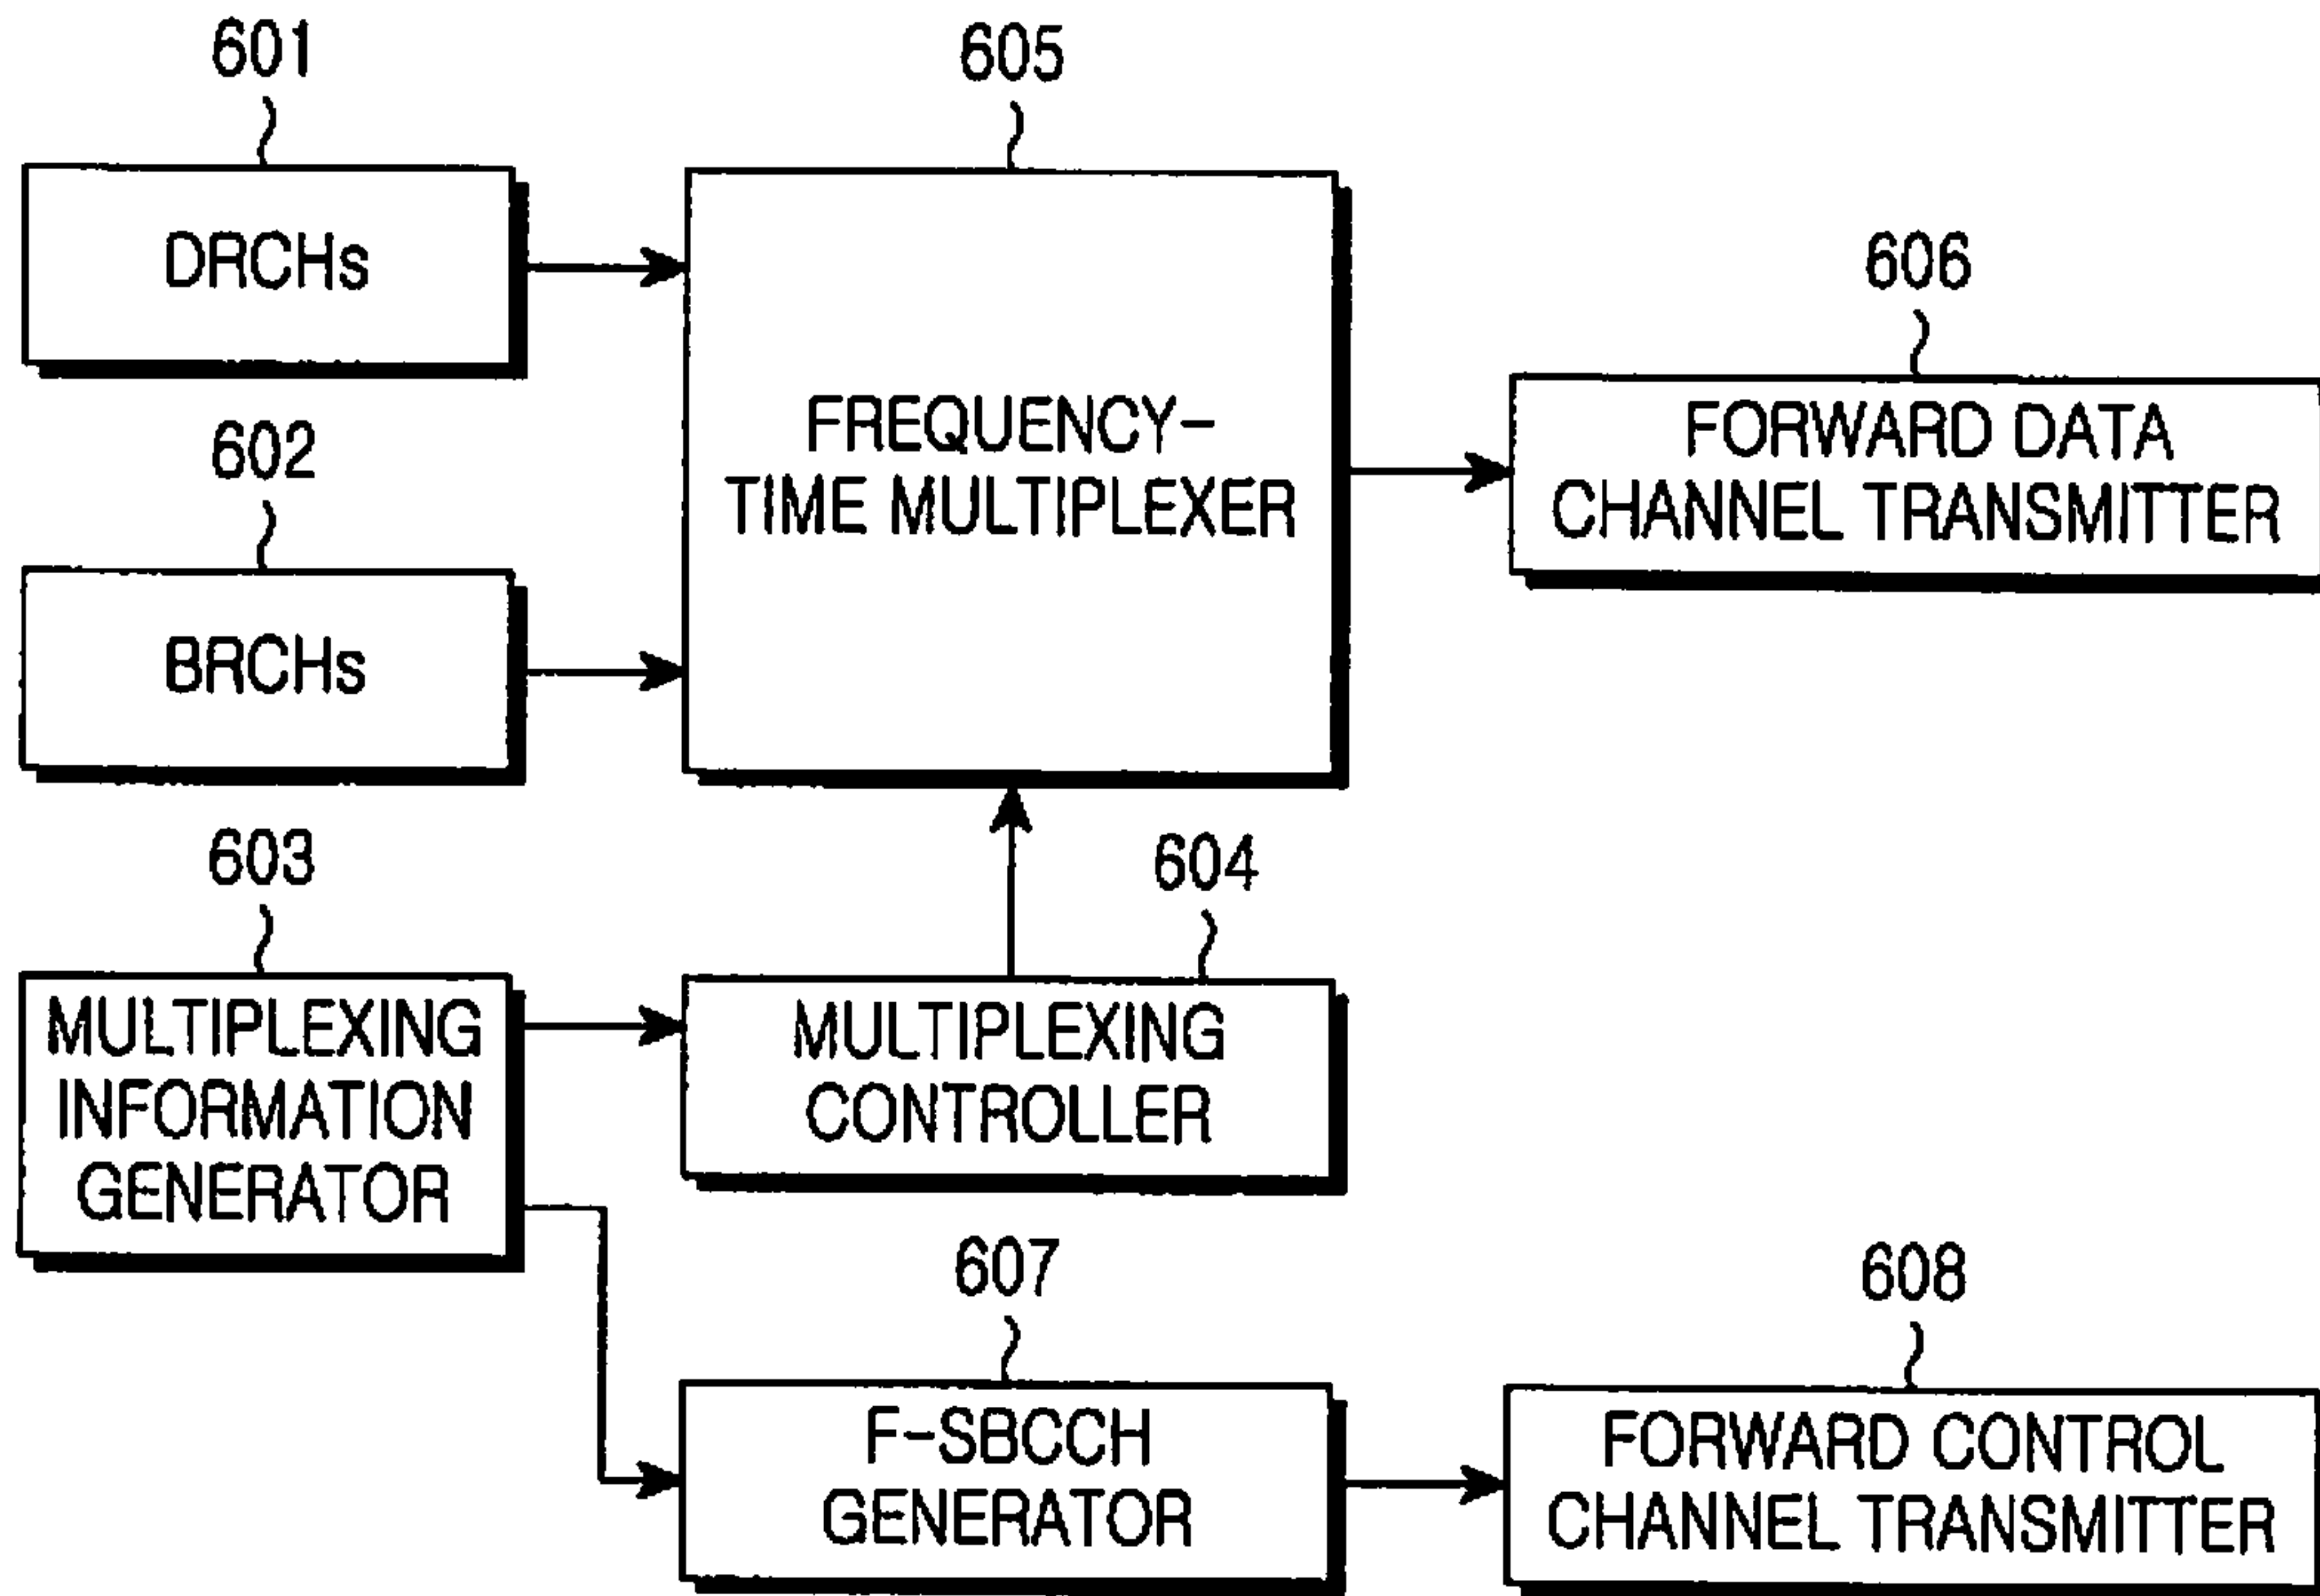 601
605
DRCHs
606
FREQUENCY-
TIME MULTIPLEXER
FORWARD DATA
CHANNEL TRANSMITTER
602
BRCHs
603
604
MULTIPLEXING
INFORMATION
GENERATOR
MULTIPLEXING
CONTROLLER
607
608
F-SBCCH
GENERATOR
FORWARD CONTROL
CHANNEL TRANSMITTER